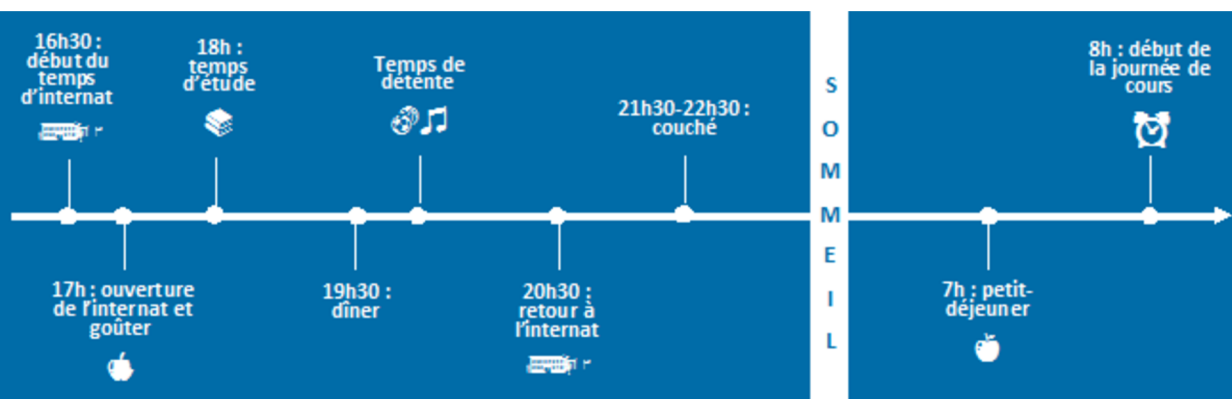 16h30 :
début du
temps
d'internat
17h : ouverture
de l'internat et
goûter
18h :
temps
d'étude
19h30 :
dîner
Temps de
détente
20h30 :
retour à
l'internat
21h30-22h30 :
couché
SOMMEIL
7h : petit-
déjeuner
8h : début de
la journée de
cours